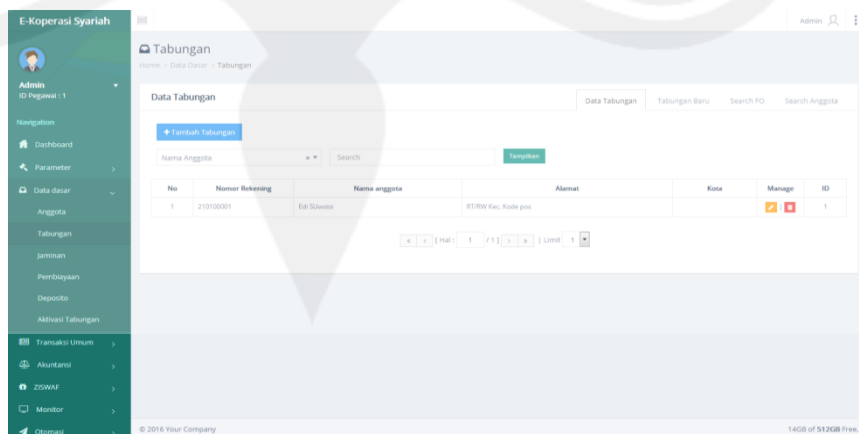 E-Koperasi Syariah
Admin
Tabungan
Home > Data Dasar > Tabungan
Admin
ID Pegawai : 1
Navigation
Dashboard
Parameter
Data dasar
Anggota
Tabungan
Jaminan
Pembiayaan
Deposito
Aktivasi Tabungan
Transaksi Umum
Akuntansi
ZISWAF
Monitor
Otomasi
Data Tabungan
Data Tabungan Tabungan Baru Search FO Search Anggota
+ Tambah Tabungan
Nama Anggota Search Tampilkan
No Nomor Rekening Nama anggota Alamat Kota Manage ID
1 210100001 Edi RT/RW Kec. Kode pos | 1
« < [ Hal : 1 / 1 ] > » | Limit 1
© 2016 Your Company
14GB of 512GB Free.